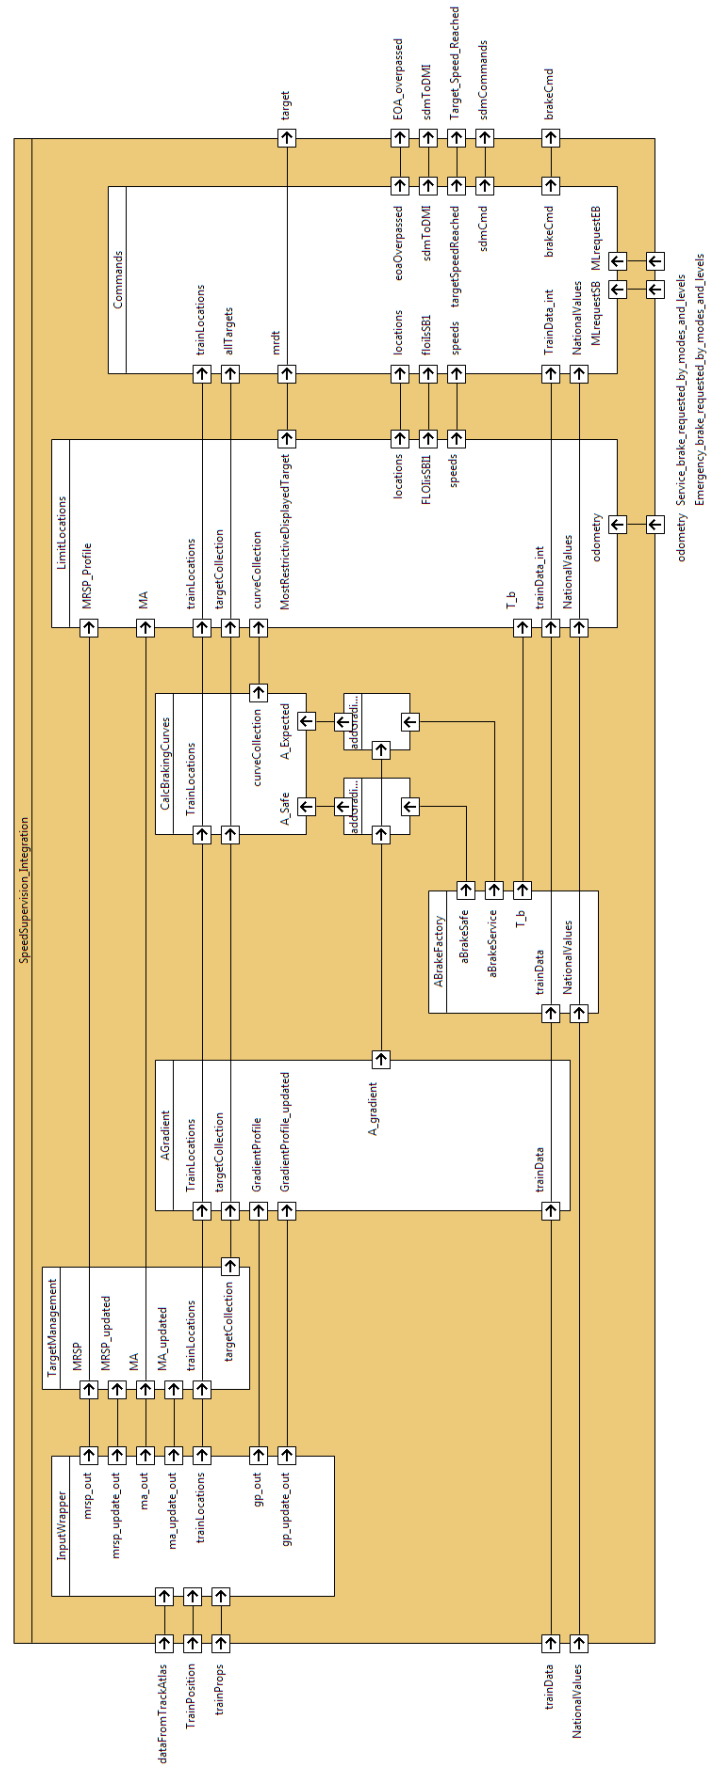 SpeedSupervision_Integration
dataFromTrackAtlas
TrainPosition
trainProps
trainData
NationalValues
InputWrapper
mrsp_out
mrsp_update_out
ma_out
ma_update_out
trainLocations
gp_out
gp_update_out
TargetManagement
MRSP
MRSP_updated
MA
MA_updated
trainLocations
targetCollection
AGradient
TrainLocations
targetCollection
GradientProfile
GradientProfile_updated
A_gradient
trainData
ABrakeFactory
aBrakeSafe
aBrakeService
T_b
trainData
NationalValues
CalcBrakingCurves
TrainLocations
curveCollection
A_Safe
A_Expected
addGradi...
addGradi...
LimitLocations
MRSP_Profile
MA
trainLocations
targetCollection
curveCollection
MostRestrictiveDisplayedTarget
locations
FLOIisSBI1
speeds
T_b
trainData_int
NationalValues
odometry
odometry
Commands
trainLocations
allTargets
mrdt
locations
floiIsSB1
speeds
TrainData_int
NationalValues
eoaOverpassed
sdmToDMI
targetSpeedReached
sdmCmd
brakeCmd
MLrequestSB
MLrequestEB
Service_brake_requested_by_modes_and_levels
Emergency_brake_requested_by_modes_and_levels
target
EOA_overpassed
sdmToDMI
Target_Speed_Reached
sdmCommands
brakeCmd